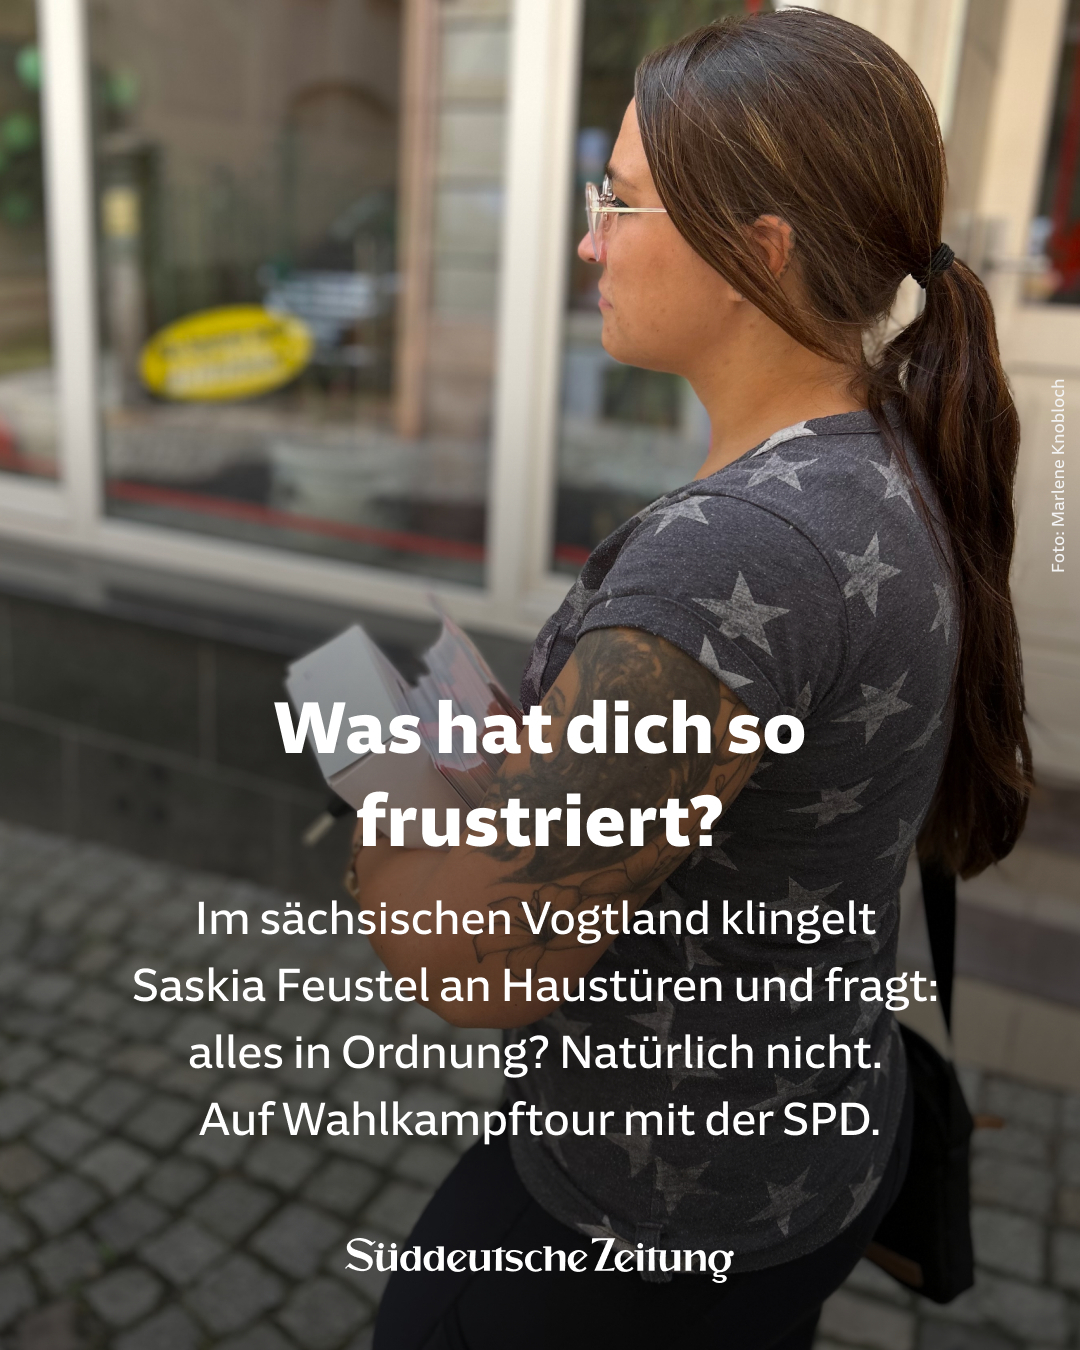 Foto: Marlene Knobloch
Was hat dich so
frustriert?
Im sächsischen Vogtland klingelt
Saskia Feustel an Haustüren und fragt:
alles in Ordnung? Natürlich nicht.
Auf Wahlkampftour mit der SPD.
Süddeutsche Zeitung